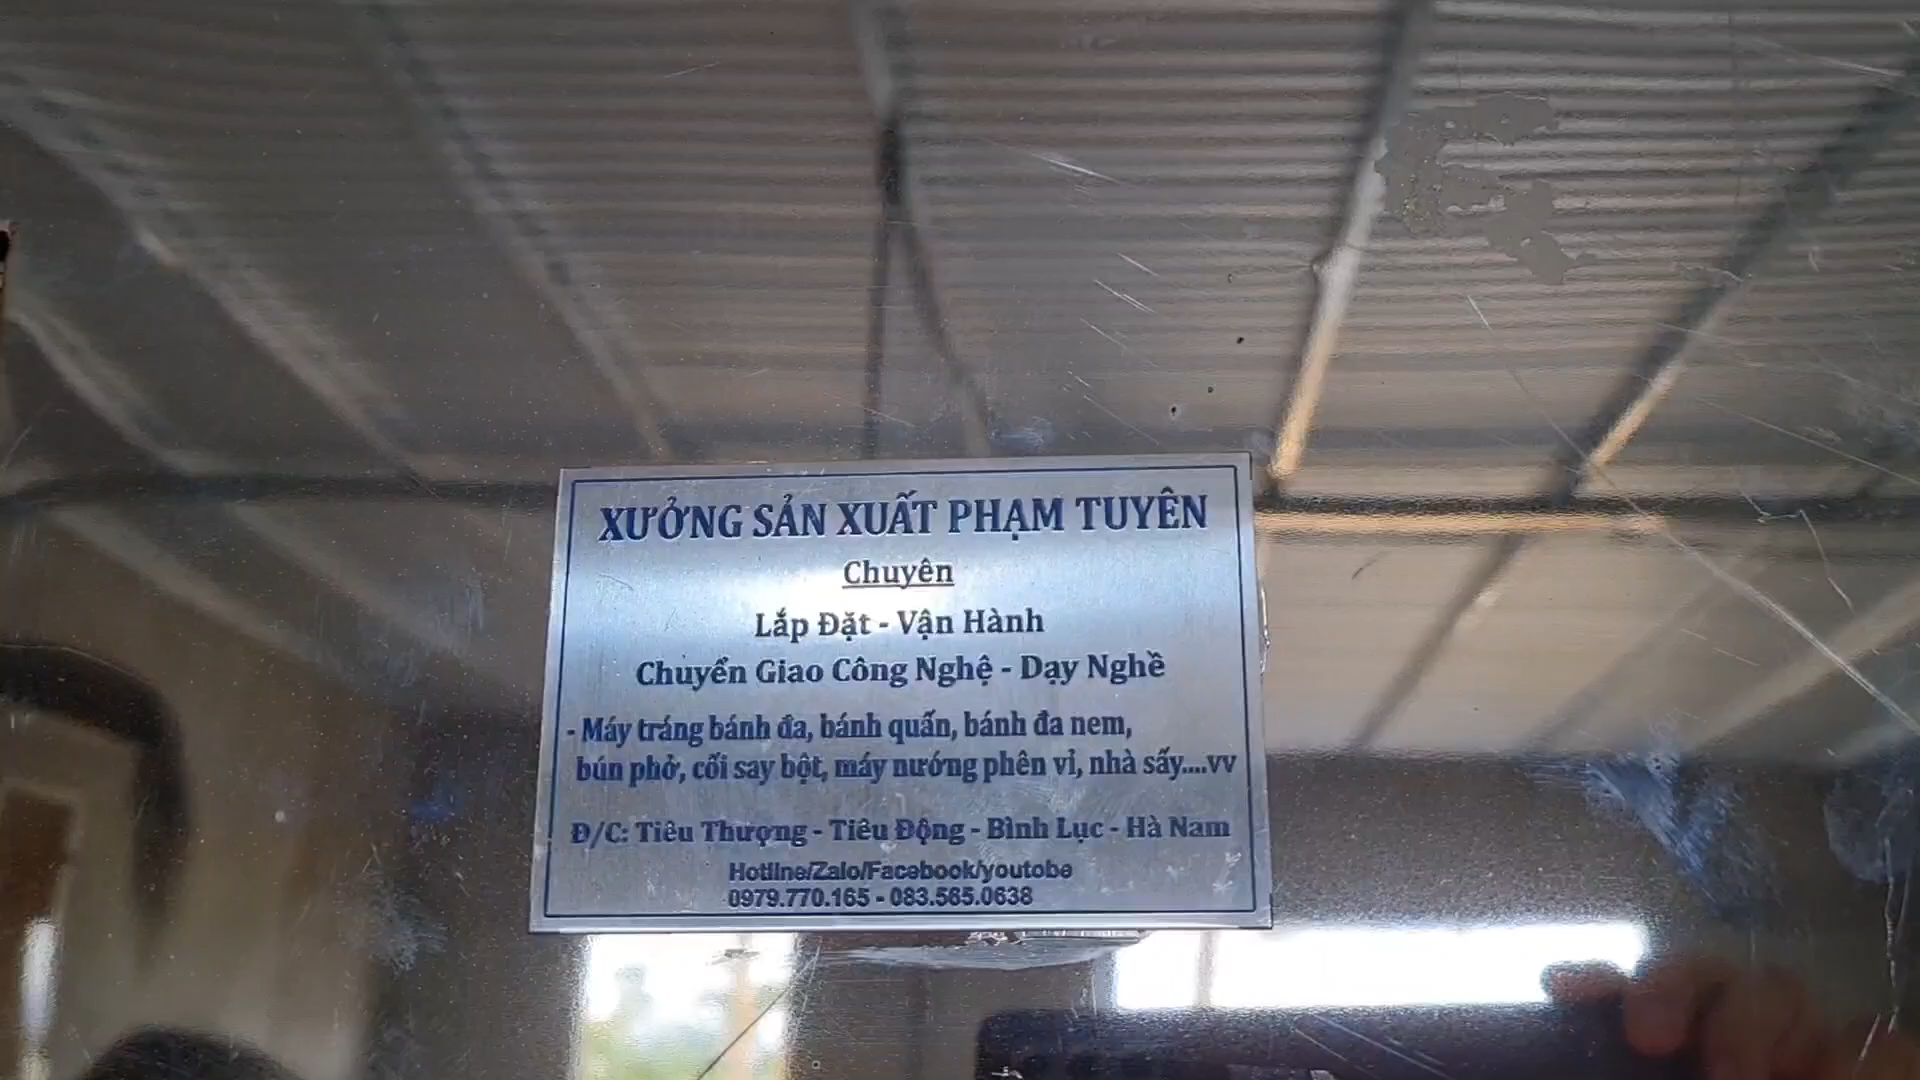 XƯỞNG SẢN XUẤT PHẠM TUYÊN
Chuyên
Lắp Đặt - Vận Hành
Chuyển Giao Công Nghệ - Dạy Nghề
- Máy tráng bánh đa, bánh quấn, bánh đa nem,
bún phở, cối say bột, máy nướng phên vỉ, nhà sấy....vv
Đ/C: Tiêu Thượng - Tiêu Động - Bình Lục - Hà Nam
Hotline/Zalo/Facebook/youtobe
0979.770.165 - 083.565.0638